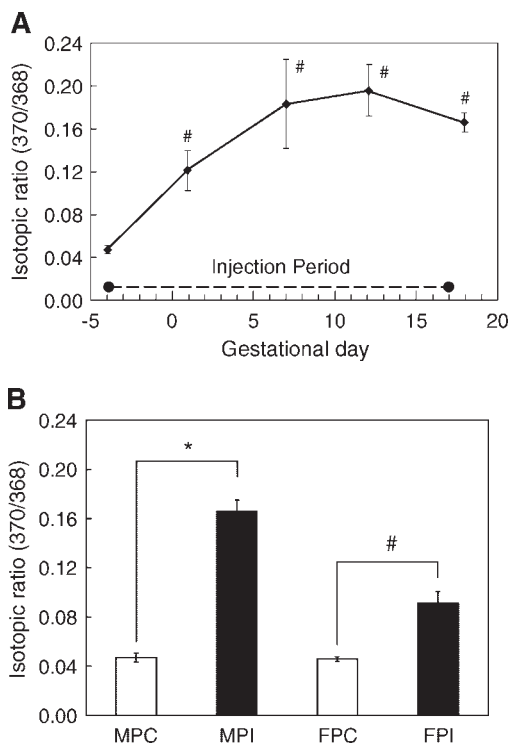 A
Isotopic ratio (370/368)
0.24
0.20
0.16
0.12
0.08
0.04
0.00
# # # #
Injection Period
-5 0 5 10 15 20
Gestational day
B
Isotopic ratio (370/368)
0.24
0.20
0.16
0.12
0.08
0.04
0.00
*
#
MPC MPI FPC FPI